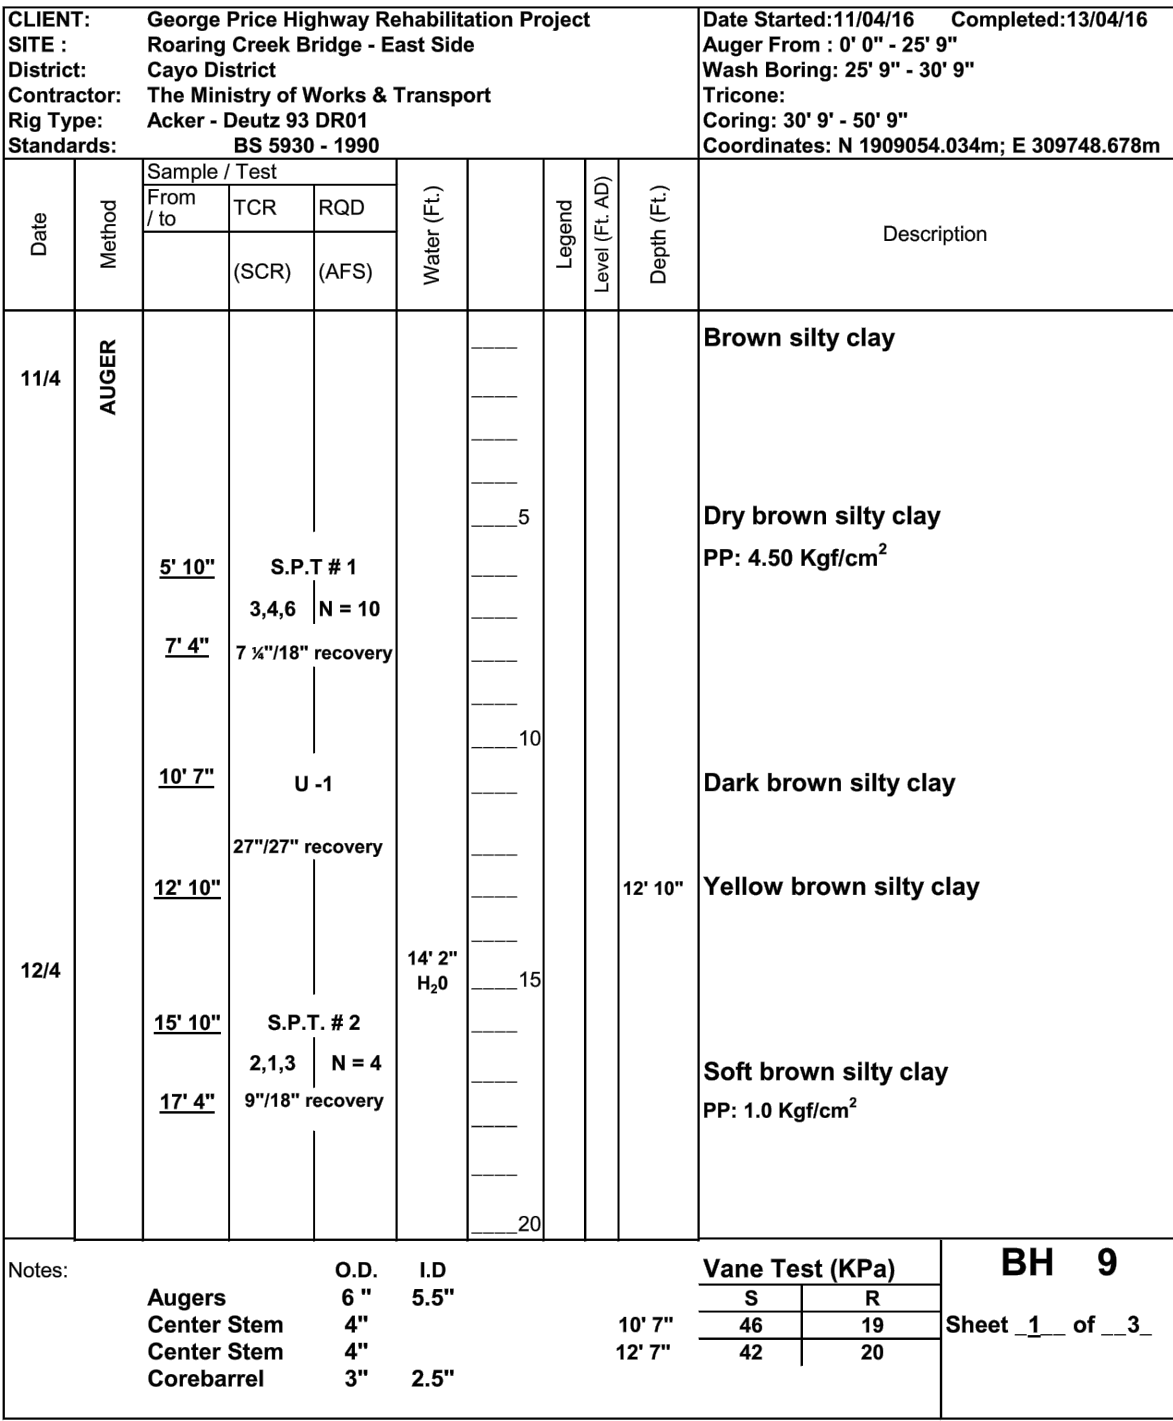 CLIENT: George Price Highway Rehabilitation Project
SITE : Roaring Creek Bridge - East Side
District: Cayo District
Contractor: The Ministry of Works & Transport
Rig Type: Acker - Deutz 93 DR01
Standards: BS 5930 - 1990
Date Started:11/04/16 Completed:13/04/16
Auger From : 0' 0" - 25' 9"
Wash Boring: 25' 9" - 30' 9"
Tricone:
Coring: 30' 9' - 50' 9"
Coordinates: N 1909054.034m; E 309748.678m
Date
Method
Sample / Test
From / to
TCR
RQD
(SCR)
(AFS)
Water (Ft.)
Legend
Level (Ft. AD)
Depth (Ft.)
Description
Brown silty clay
11/4
AUGER
____5
Dry brown silty clay
5' 10" S.P.T # 1
PP: 4.50 Kgf/cm²
3,4,6 N = 10
7' 4" 7 ¼"/18" recovery
____10
10' 7" U -1
Dark brown silty clay
27"/27" recovery
12' 10" 12' 10" Yellow brown silty clay
12/4
14' 2"
H₂0
____15
15' 10" S.P.T. # 2
2,1,3 N = 4
Soft brown silty clay
17' 4" 9"/18" recovery
PP: 1.0 Kgf/cm²
____20
Notes:
O.D. I.D
Augers 6 " 5.5"
Center Stem 4" 10' 7"
Center Stem 4" 12' 7"
Corebarrel 3" 2.5"
Vane Test (KPa)
S R
46 19
42 20
BH 9
Sheet _1__ of __3_